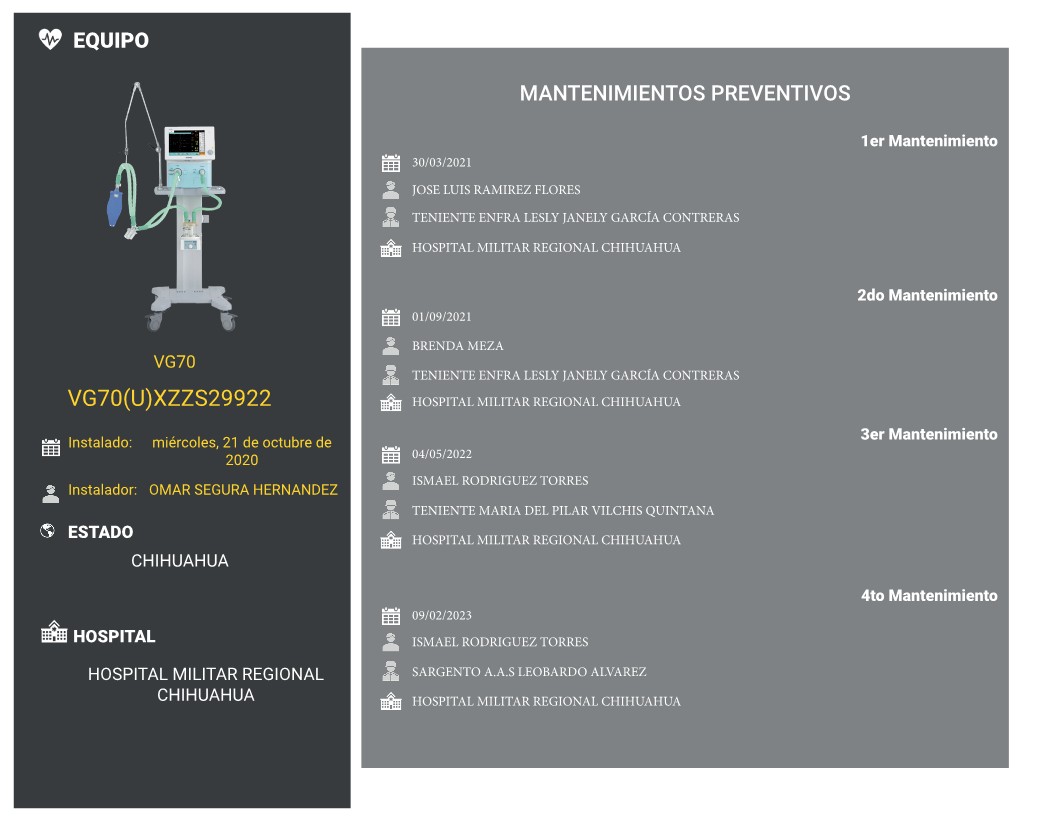 EQUIPO
VG70
VG70(U)XZZS29922
Instalado: miércoles, 21 de octubre de
2020
Instalador: OMAR SEGURA HERNANDEZ
ESTADO
CHIHUAHUA
HOSPITAL
HOSPITAL MILITAR REGIONAL
CHIHUAHUA
MANTENIMIENTOS PREVENTIVOS
1er Mantenimiento
30/03/2021
JOSE LUIS RAMIREZ FLORES
TENIENTE ENFRA LESLY JANELY GARCÍA CONTRERAS
HOSPITAL MILITAR REGIONAL CHIHUAHUA
2do Mantenimiento
01/09/2021
BRENDA MEZA
TENIENTE ENFRA LESLY JANELY GARCÍA CONTRERAS
HOSPITAL MILITAR REGIONAL CHIHUAHUA
3er Mantenimiento
04/05/2022
ISMAEL RODRIGUEZ TORRES
TENIENTE MARIA DEL PILAR VILCHIS QUINTANA
HOSPITAL MILITAR REGIONAL CHIHUAHUA
4to Mantenimiento
09/02/2023
ISMAEL RODRIGUEZ TORRES
SARGENTO A.A.S LEOBARDO ALVAREZ
HOSPITAL MILITAR REGIONAL CHIHUAHUA